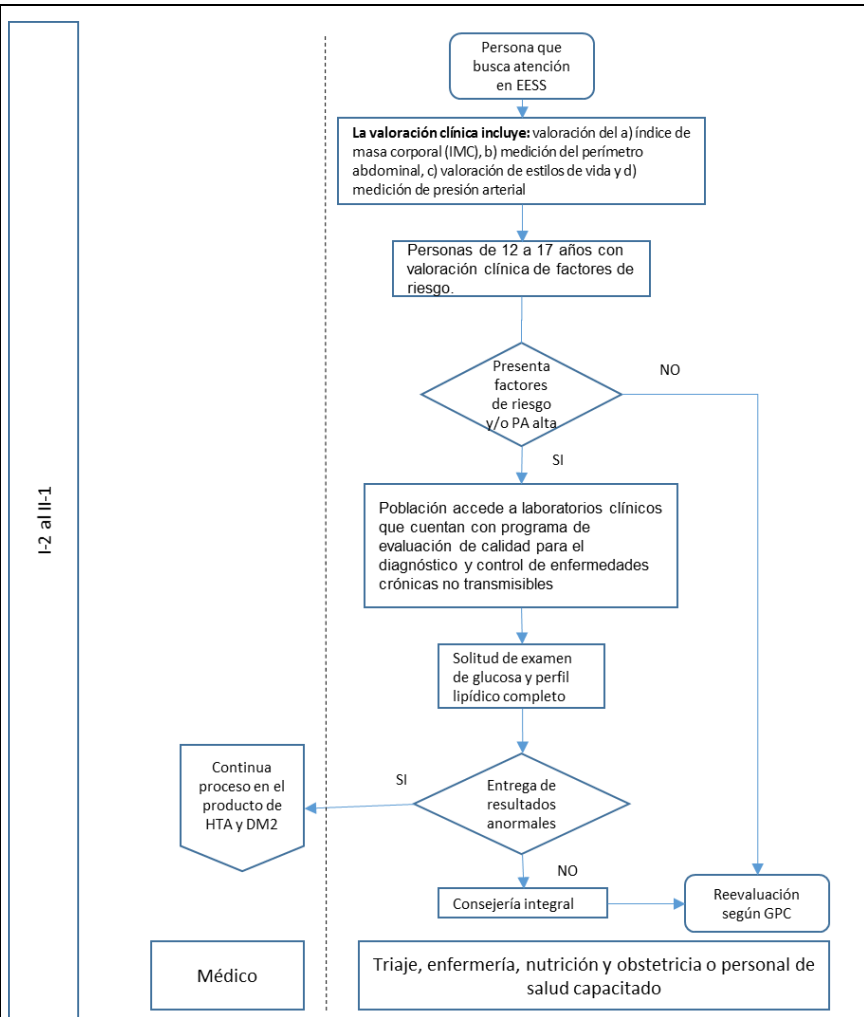 Persona que
busca atención
en EESS
La valoración clínica incluye: valoración del a) índice de
masa corporal (IMC), b) medición del perímetro
abdominal, c) valoración de estilos de vida y d)
medición de presión arterial
Personas de 12 a 17 años con
valoración clínica de factores de
riesgo.
Presenta
factores
de riesgo
y/o PA alta
NO
SI
I-2 al II-1
Población accede a laboratorios clínicos
que cuentan con programa de
evaluación de calidad para el
diagnóstico y control de enfermedades
crónicas no transmisibles
Solitud de examen
de glucosa y perfil
lipídico completo
Continua
proceso en el
producto de
HTA y DM2
SI
Entrega de
resultados
anormales
NO
Consejería integral
Reevaluación
según GPC
Médico
Triaje, enfermería, nutrición y obstetricia o personal de
salud capacitado